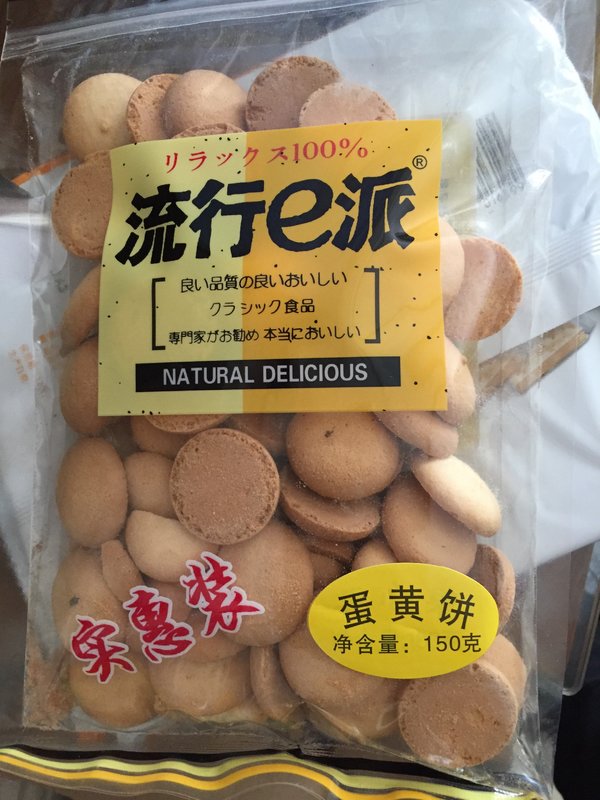 リラックス100%
流行e派®
良い品質の良いおいしい
クラシック食品
専門家がお勧め 本当においしい
NATURAL DELICIOUS
实惠装
蛋黄饼
净含量：150克